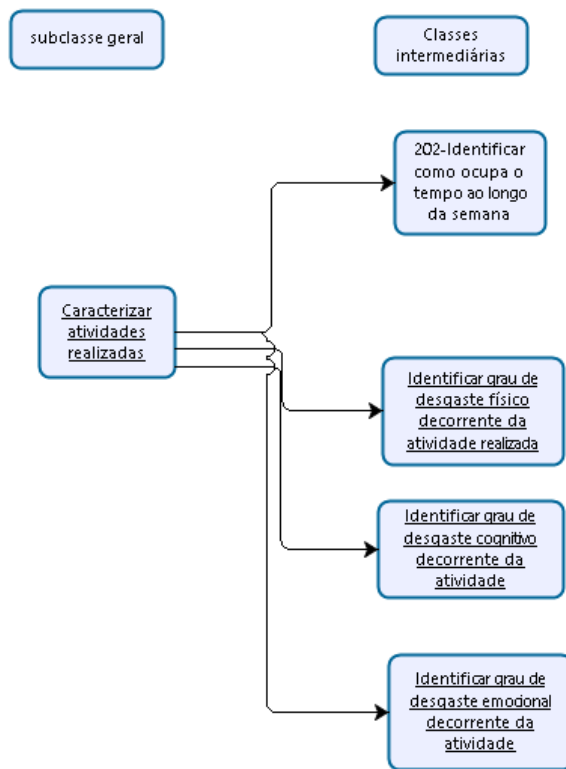 subclasse geral
Classes
intermediárias
202-Identificar
como ocupa o
tempo ao longo
da semana
Caracterizar
atividades
realizadas
Identificar grau de
desgaste físico
decorrente da
atividade realizada
Identificar grau de
desgaste cognitivo
decorrente da
atividade
Identificar grau de
desgaste emocional
decorrente da
atividade